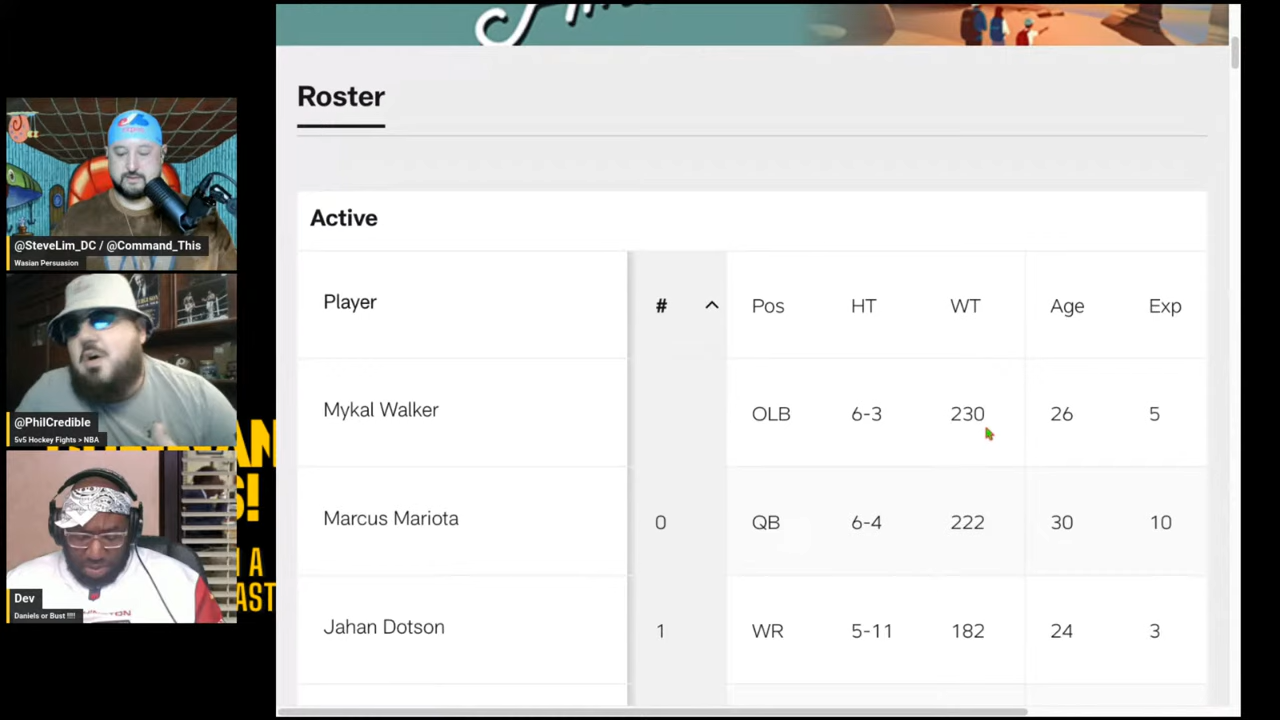 @SteveLim_DC / @Command_This
Wasian Persuasion
@PhilCredible
5v5 Hockey Fights > NBA
Dev
Daniels or Bust !!!!
Roster
Active
Player # Pos HT WT Age Exp
Mykal Walker OLB 6-3 230 26 5
Marcus Mariota 0 QB 6-4 222 30 10
Jahan Dotson 1 WR 5-11 182 24 3